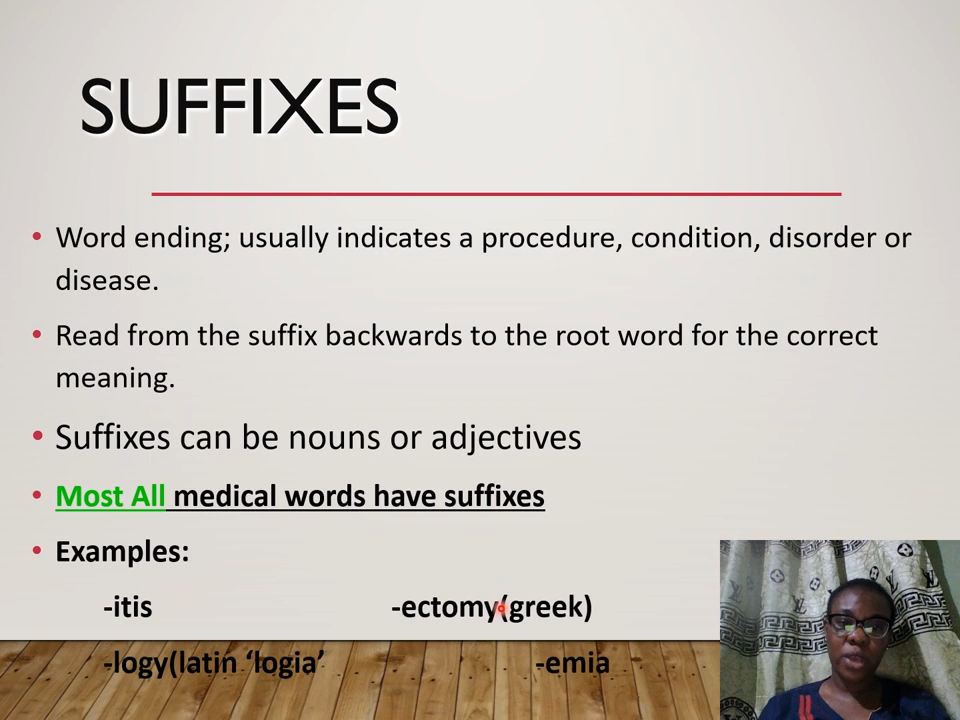 SUFFIXES
• Word ending; usually indicates a procedure, condition, disorder or
disease.
• Read from the suffix backwards to the root word for the correct
meaning.
• Suffixes can be nouns or adjectives
• Most All medical words have suffixes
• Examples:
-itis -ectomy(greek)
-logy(latin ‘logia’ -emia